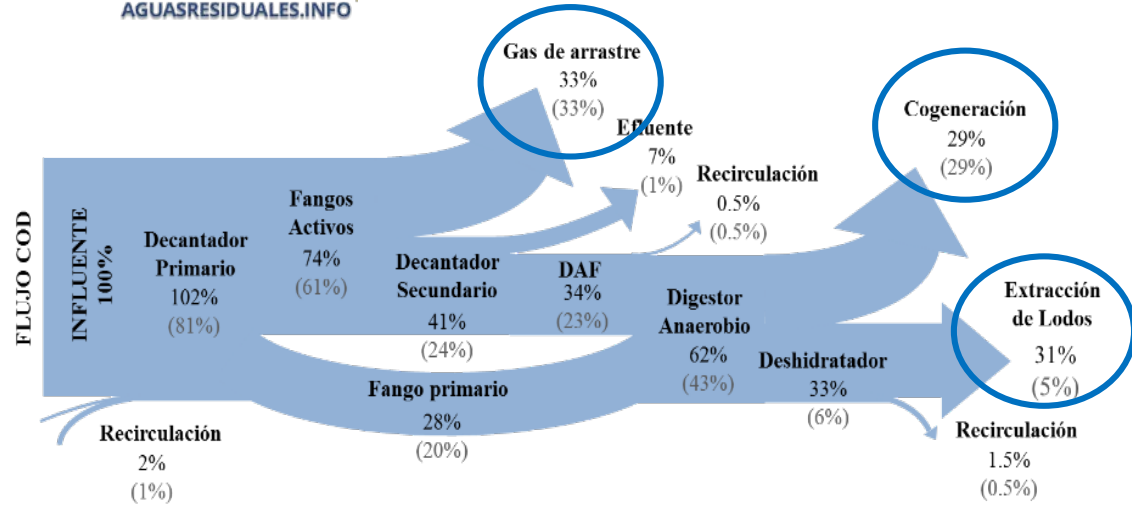 AGUASRESIDUALES.INFO
Gas de arrastre
33%
(33%)
Cogeneración
29%
(29%)
Efluente
7%
(1%)
Recirculación
0.5%
(0.5%)
FLUJO COD
INFLUENTE
100%
Decantador
Primario
102%
(81%)
Fangos
Activos
74%
(61%)
Decantador
Secundario
41%
(24%)
DAF
34%
(23%)
Digestor
Anaerobio
62%
(43%)
Extracción
de Lodos
31%
(5%)
Deshidratador
33%
(6%)
Fango primario
28%
(20%)
Recirculación
2%
(1%)
Recirculación
1.5%
(0.5%)